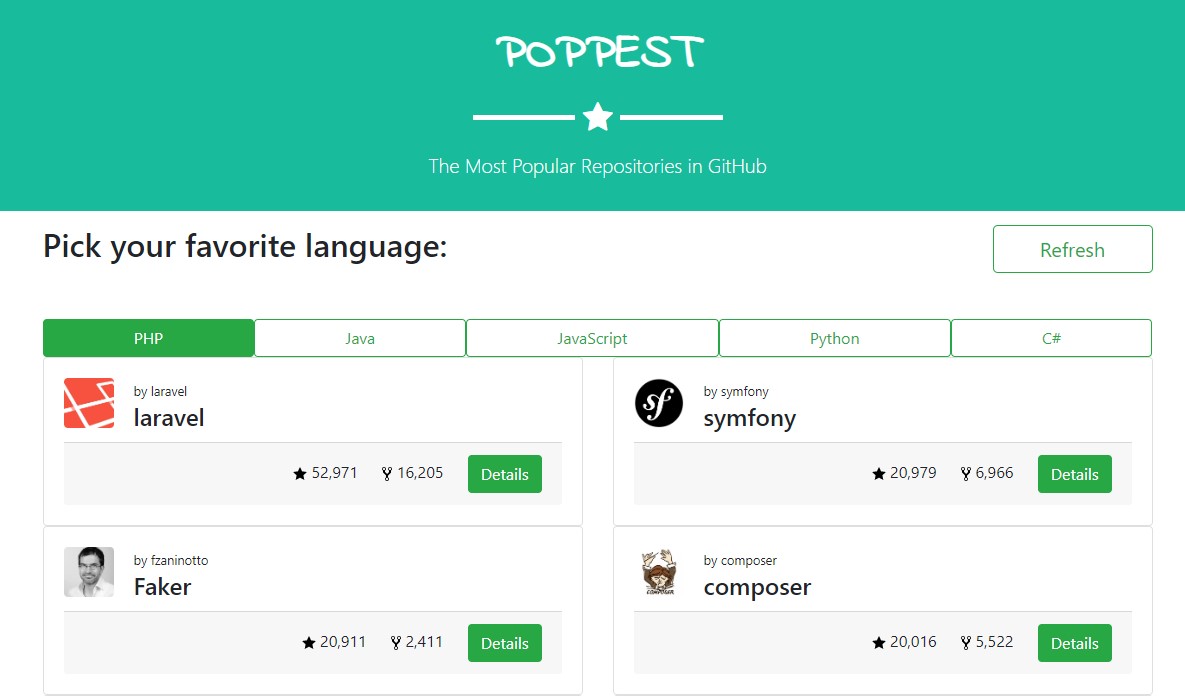 POPPEST
The Most Popular Repositories in GitHub
Pick your favorite language:
Refresh
PHP Java JavaScript Python C#
by laravel
laravel
52,971 16,205 Details
by symfony
sf
symfony
20,979 6,966 Details
by fzaninotto
Faker
20,911 2,411 Details
by composer
COMPOSER
composer
20,016 5,522 Details